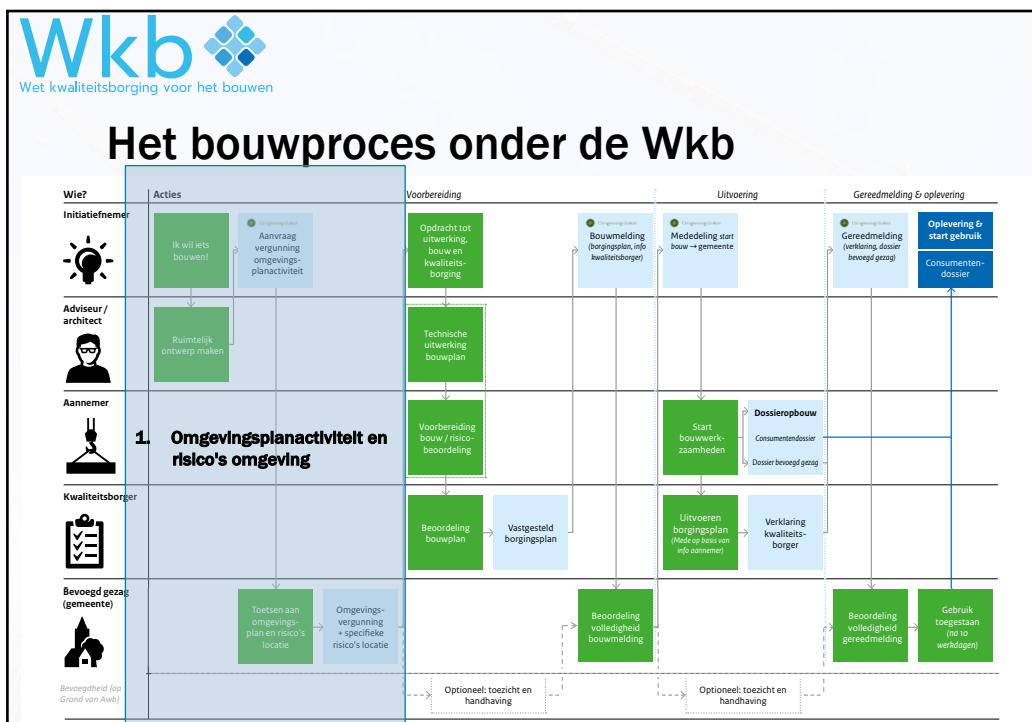 Wkb
Wet kwaliteitsborging voor het bouwen
Het bouwproces onder de Wkb
Wie?
Acties
Voorbereiding
Uitvoering
Gereedmelding & oplevering
Initiatiefnemer
Ik wil iets
bouwen!
Omgevingsloket
Aanvraag
vergunning
omgevings-
planactiviteit
Opdracht tot
uitwerking,
bouw en
kwaliteits-
borging
Omgevingsloket
Bouwmelding
(borgingsplan, info
kwaliteitsborger)
Omgevingsloket
Mededeling start
bouw → gemeente
Omgevingsloket
Gereedmelding
(verklaring, dossier
bevoegd gezag)
Oplevering &
start gebruik
Consumenten-
dossier
Adviseur /
architect
Ruimtelijk
ontwerp maken
Technische
uitwerking
bouwplan
Aannemer
1. Omgevingsplanactiviteit en
risico's omgeving
Voorbereiding
bouw / risico-
beoordeling
Start
bouwwerk-
zaamheden
Dossieropbouw
Consumentendossier
Dossier bevoegd gezag
Kwaliteitsborger
Beoordeling
bouwplan
Vastgesteld
borgingsplan
Uitvoeren
borgingsplan
(Mede op basis van
info aannemer)
Verklaring
kwaliteits-
borger
Bevoegd gezag
(gemeente)
Toetsen aan
omgevings-
plan en risico's
locatie
Omgevings-
vergunning
+ specifieke
risico's locatie
Beoordeling
volledigheid
bouwmelding
Beoordeling
volledigheid
gereedmelding
Gebruik
toegestaan
(na 10
werkdagen)
Bevoegdheid (op
Grond van Awb)
Optioneel: toezicht en
handhaving
Optioneel: toezicht en
handhaving